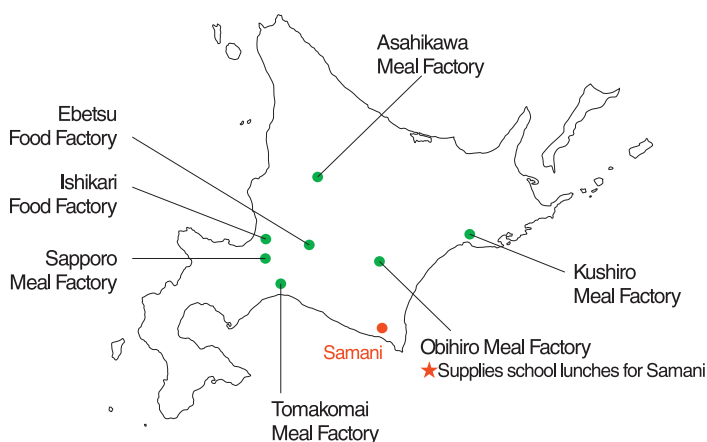 Asahikawa
Meal Factory
Ebetsu
Food Factory
Ishikari
Food Factory
Sapporo
Meal Factory
Kushiro
Meal Factory
Samani
Obihiro Meal Factory
★Supplies school lunches for Samani
Tomakomai
Meal Factory